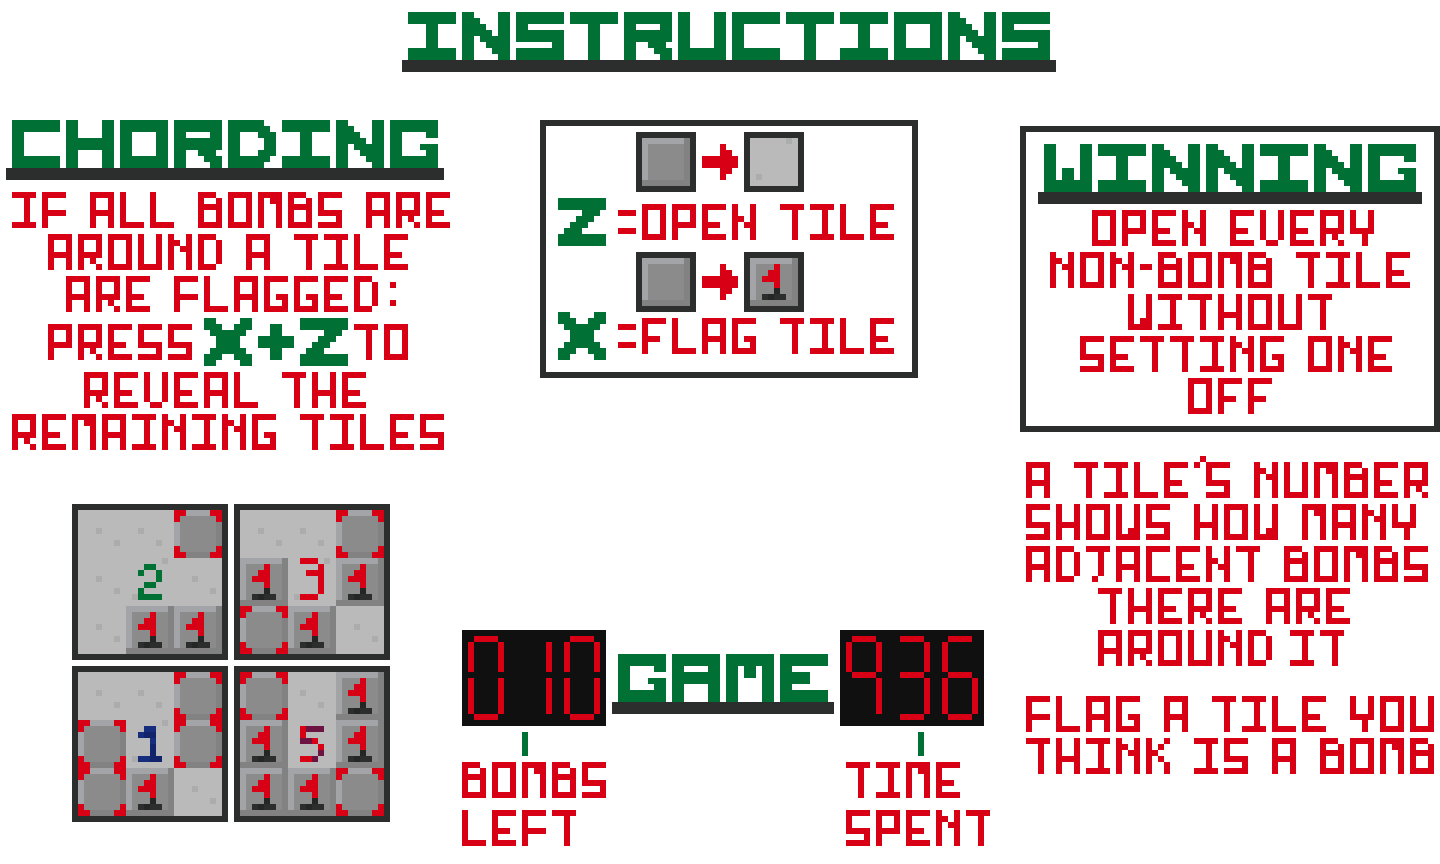 INSTRUCTIONS
CHORDING
IF ALL BOMBS ARE
AROUND A TILE
ARE FLAGGED:
PRESS X+Z TO
REVEAL THE
REMAINING TILES
2
3
1
5
Z =OPEN TILE
X =FLAG TILE
010 GAME 936
BOMBS
LEFT
TIME
SPENT
WINNING
OPEN EVERY
NON-BOMB TILE
WITHOUT
SETTING ONE
OFF
A TILE'S NUMBER
SHOWS HOW MANY
ADJACENT BOMBS
THERE ARE
AROUND IT
FLAG A TILE YOU
THINK IS A BOMB